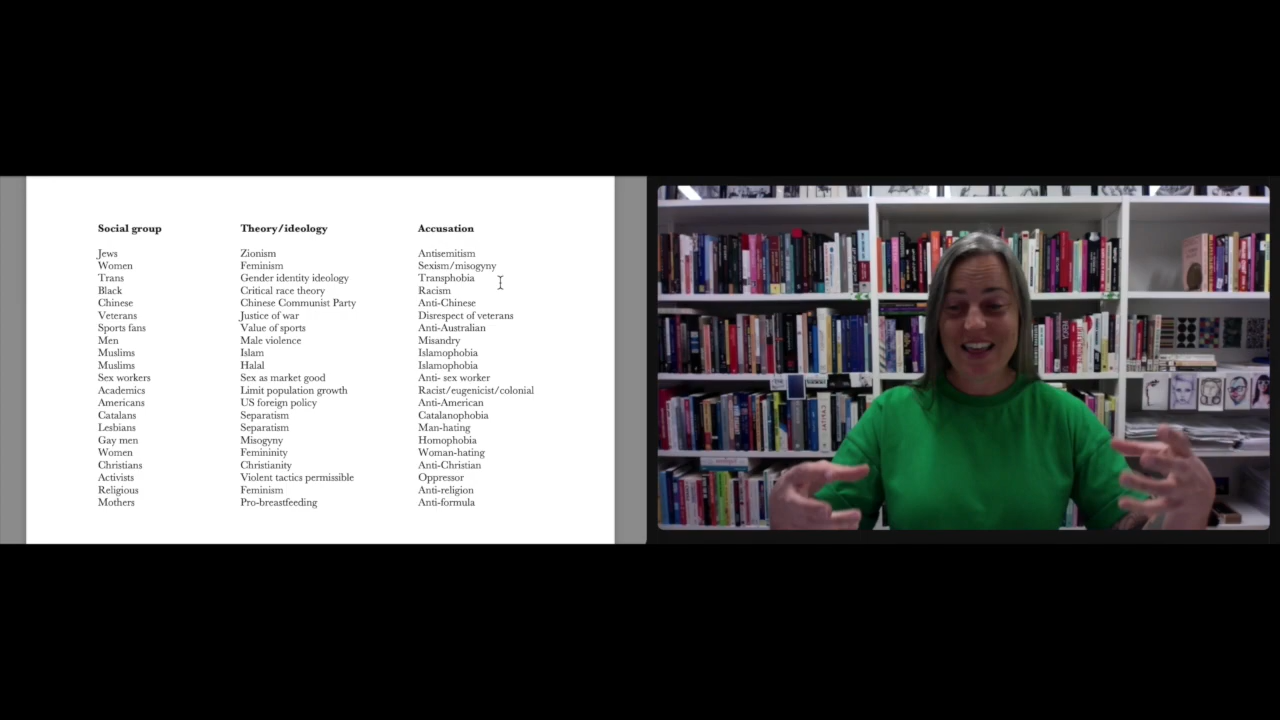 Social group Theory/ideology Accusation
Jews Zionism Antisemitism
Women Feminism Sexism/misogyny
Trans Gender identity ideology Transphobia
Black Critical race theory Racism
Chinese Chinese Communist Party Anti-Chinese
Veterans Justice of war Disrespect of veterans
Sports fans Value of sports Anti-Australian
Men Male violence Misandry
Muslims Islam Islamophobia
Muslims Halal Islamophobia
Sex workers Sex as market good Anti- sex worker
Academics Limit population growth Racist/eugenicist/colonial
Americans US foreign policy Anti-American
Catalans Separatism Catalanophobia
Lesbians Separatism Man-hating
Gay men Misogyny Homophobia
Women Femininity Woman-hating
Christians Christianity Anti-Christian
Activists Violent tactics permissible Oppressor
Religious Feminism Anti-religion
Mothers Pro-breastfeeding Anti-formula